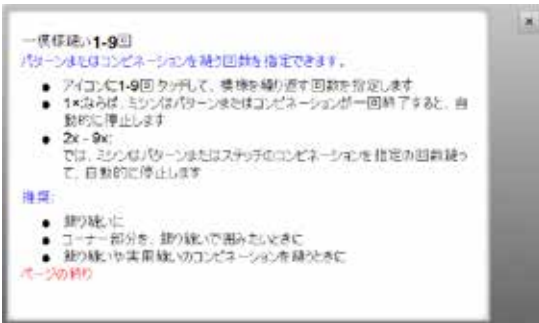 一模様縫い1-9回
パターンまたはコンビネーションを縫う回数を指定できます。
● アイコンに1-9回 タッチして、模様を繰り返す回数を指定します
● 1×:ならば、ミシンはパターンまたはコンビネーションが一回終了すると、自
動的に停止します
● 2x - 9x:
では、ミシンはパターンまたはステッチのコンビネーションを指定の回数縫っ
て、自動的に停止します
推奨:
● 飾り縫いに
● コーナー部分を、飾り縫いで囲みたいときに
● 飾り縫いや実用縫いのコンビネーションを縫うときに
ページの終り